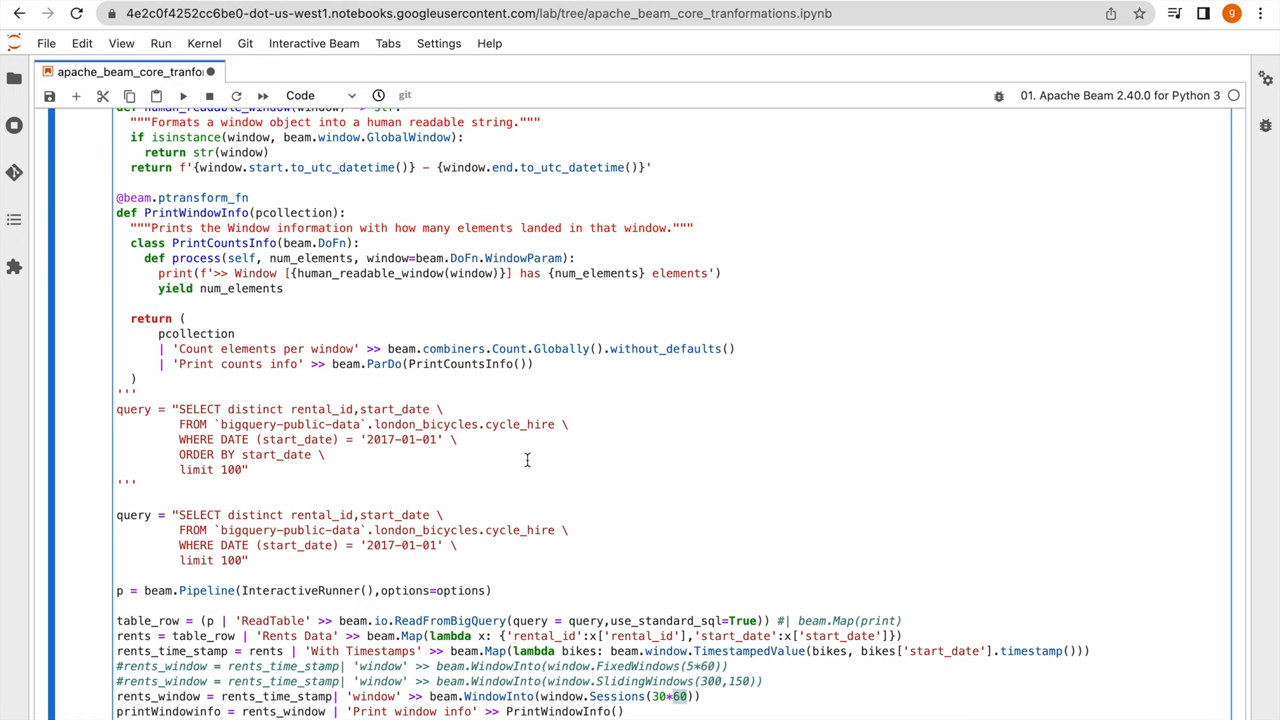 4e2c0f4252cc6be0-dot-us-west1.notebooks.googleusercontent.com/lab/tree/apache_beam_core_tranformations.ipynb
g
File Edit View Run Kernel Git Interactive Beam Tabs Settings Help
apache_beam_core_tranfor
Code git 01. Apache Beam 2.40.0 for Python 3
def human_readable_window(window) -> str:
"""Formats a window object into a human readable string."""
if isinstance(window, beam.window.GlobalWindow):
return str(window)
return f'{window.start.to_utc_datetime()} - {window.end.to_utc_datetime()}'
@beam.ptransform_fn
def PrintWindowInfo(pcollection):
"""Prints the Window information with how many elements landed in that window."""
class PrintCountsInfo(beam.DoFn):
def process(self, num_elements, window=beam.DoFn.WindowParam):
print(f'>> Window [{human_readable_window(window)}] has {num_elements} elements')
yield num_elements
return (
pcollection
| 'Count elements per window' >> beam.combiners.Count.Globally().without_defaults()
| 'Print counts info' >> beam.ParDo(PrintCountsInfo())
)
'''
query = "SELECT distinct rental_id,start_date \
FROM `bigquery-public-data`.london_bicycles.cycle_hire \
WHERE DATE (start_date) = '2017-01-01' \
ORDER BY start_date \
limit 100"
'''
query = "SELECT distinct rental_id,start_date \
FROM `bigquery-public-data`.london_bicycles.cycle_hire \
WHERE DATE (start_date) = '2017-01-01' \
limit 100"
p = beam.Pipeline(InteractiveRunner(),options=options)
table_row = (p | 'ReadTable' >> beam.io.ReadFromBigQuery(query = query,use_standard_sql=True)) #| beam.Map(print)
rents = table_row | 'Rents Data' >> beam.Map(lambda x: {'rental_id':x['rental_id'],'start_date':x['start_date']})
rents_time_stamp = rents | 'With Timestamps' >> beam.Map(lambda bikes: beam.window.TimestampedValue(bikes, bikes['start_date'].timestamp()))
#rents_window = rents_time_stamp| 'window' >> beam.WindowInto(window.FixedWindows(5*60))
#rents_window = rents_time_stamp| 'window' >> beam.WindowInto(window.SlidingWindows(300,150))
rents_window = rents_time_stamp| 'window' >> beam.WindowInto(window.Sessions(30*60))
printWindowinfo = rents_window | 'Print window info' >> PrintWindowInfo()